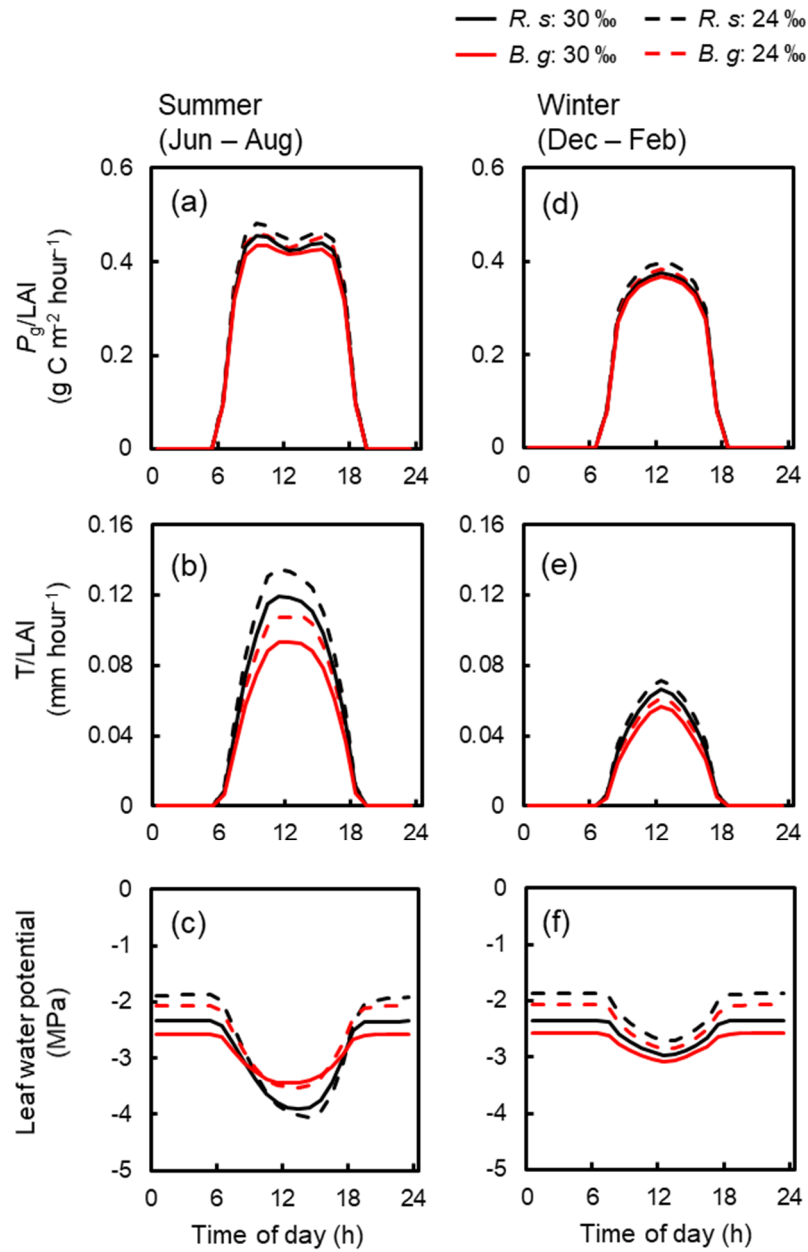 R. s: 30 ‰ R. s: 24 ‰
B. g: 30 ‰ B. g: 24 ‰
Summer
(Jun – Aug)
Winter
(Dec – Feb)
0.6
0.4
0.2
0
Pg/LAI
(g C m⁻² hour⁻¹)
(a)
0 6 12 18 24
0.6
0.4
0.2
0
(d)
0 6 12 18 24
0.16
0.12
0.08
0.04
0
T/LAI
(mm hour⁻¹)
(b)
0 6 12 18 24
0.16
0.12
0.08
0.04
0
(e)
0 6 12 18 24
0
-1
-2
-3
-4
-5
Leaf water potential
(MPa)
(c)
0 6 12 18 24
Time of day (h)
0
-1
-2
-3
-4
-5
(f)
0 6 12 18 24
Time of day (h)